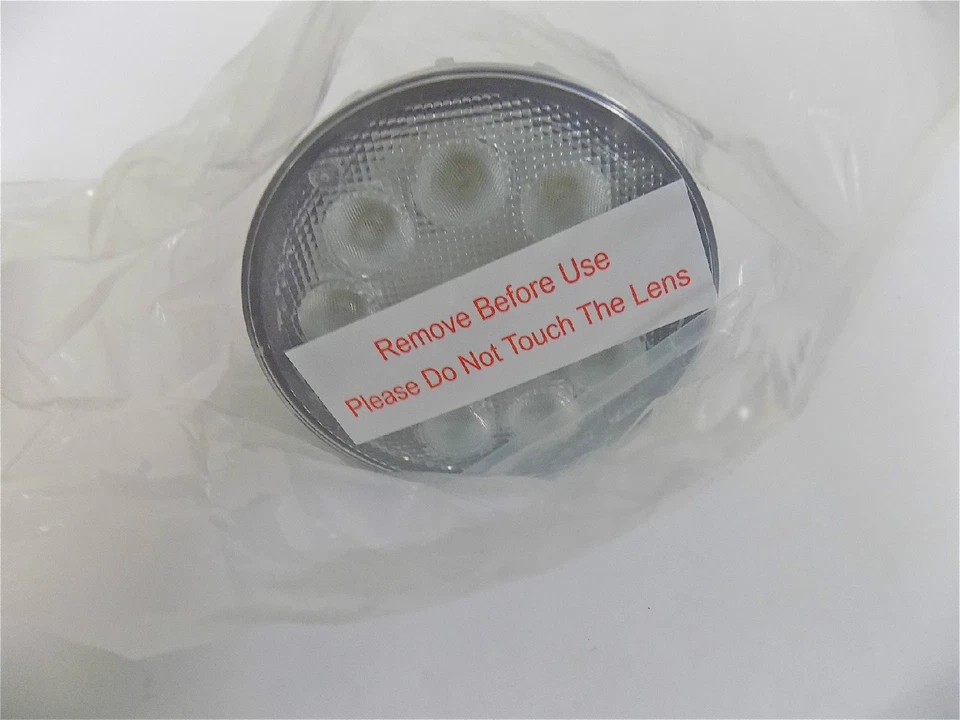 Remove Before Use
Please Do Not Touch The Lens